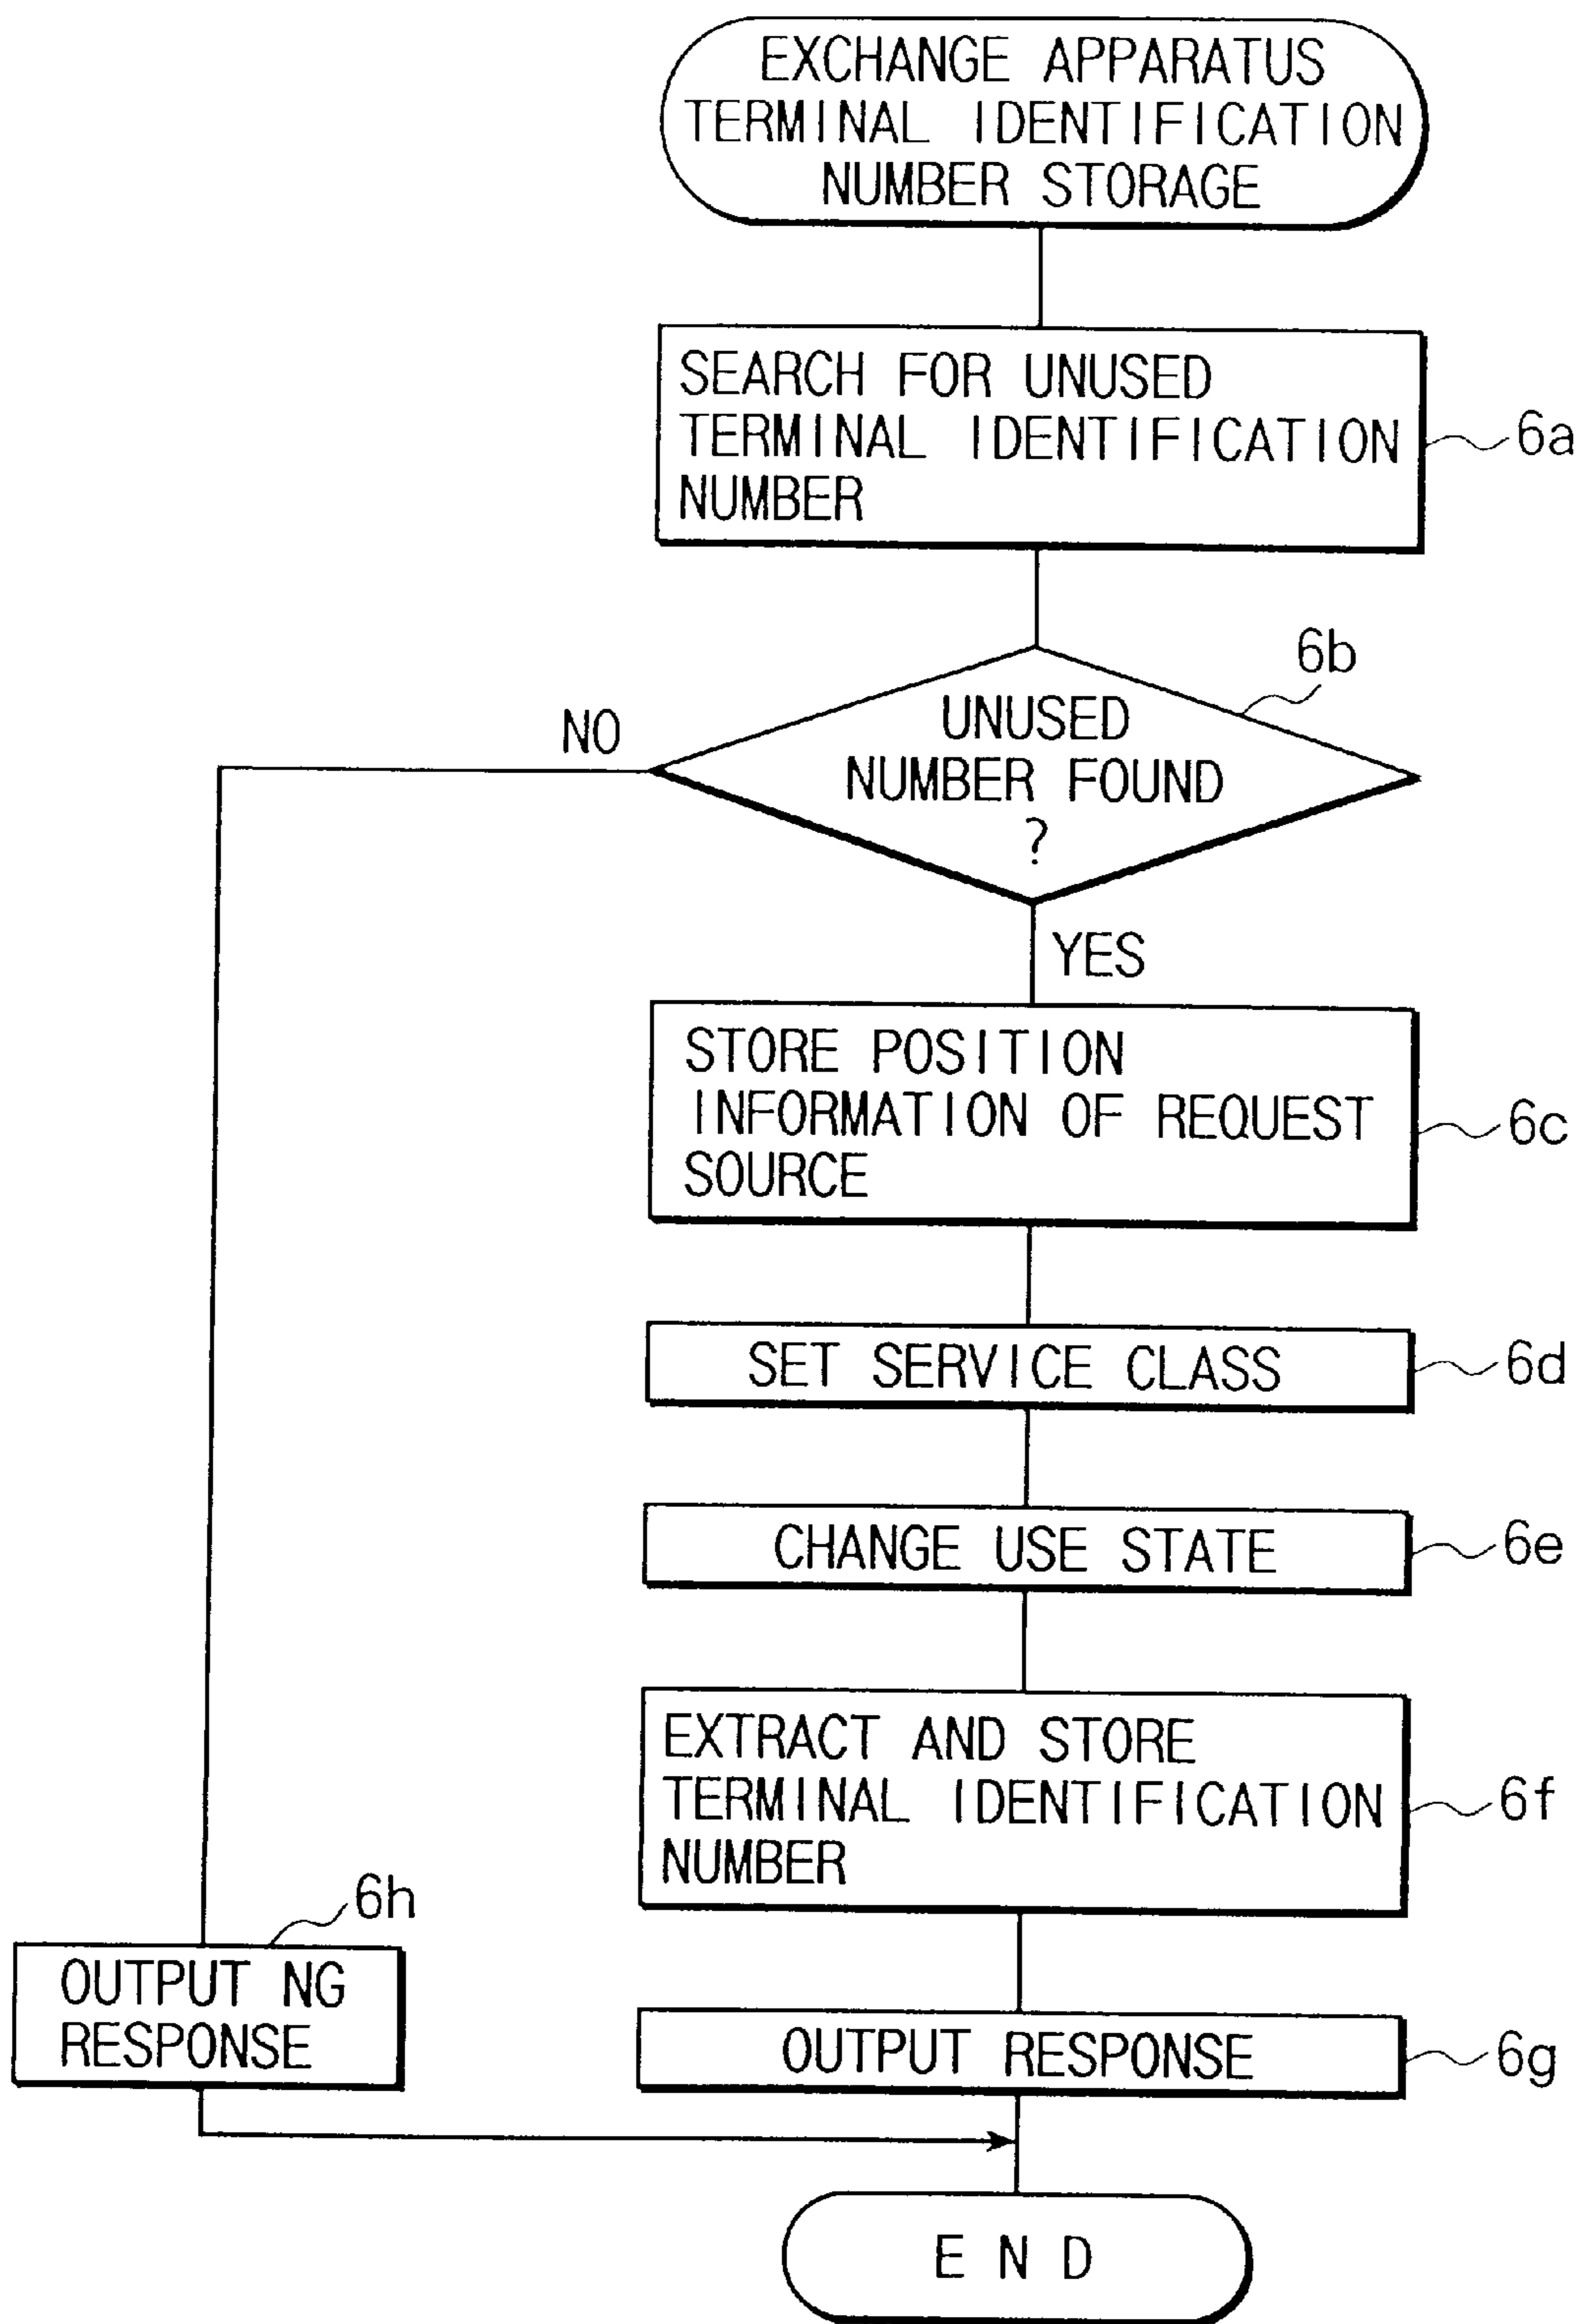 EXCHANGE APPARATUS
TERMINAL IDENTIFICATION
NUMBER STORAGE
SEARCH FOR UNUSED
TERMINAL IDENTIFICATION
NUMBER
6a
6b
UNUSED
NUMBER FOUND
?
NO
YES
STORE POSITION
INFORMATION OF REQUEST
SOURCE
6c
SET SERVICE CLASS
6d
CHANGE USE STATE
6e
EXTRACT AND STORE
TERMINAL IDENTIFICATION
NUMBER
6f
6h
OUTPUT NG
RESPONSE
OUTPUT RESPONSE
6g
END